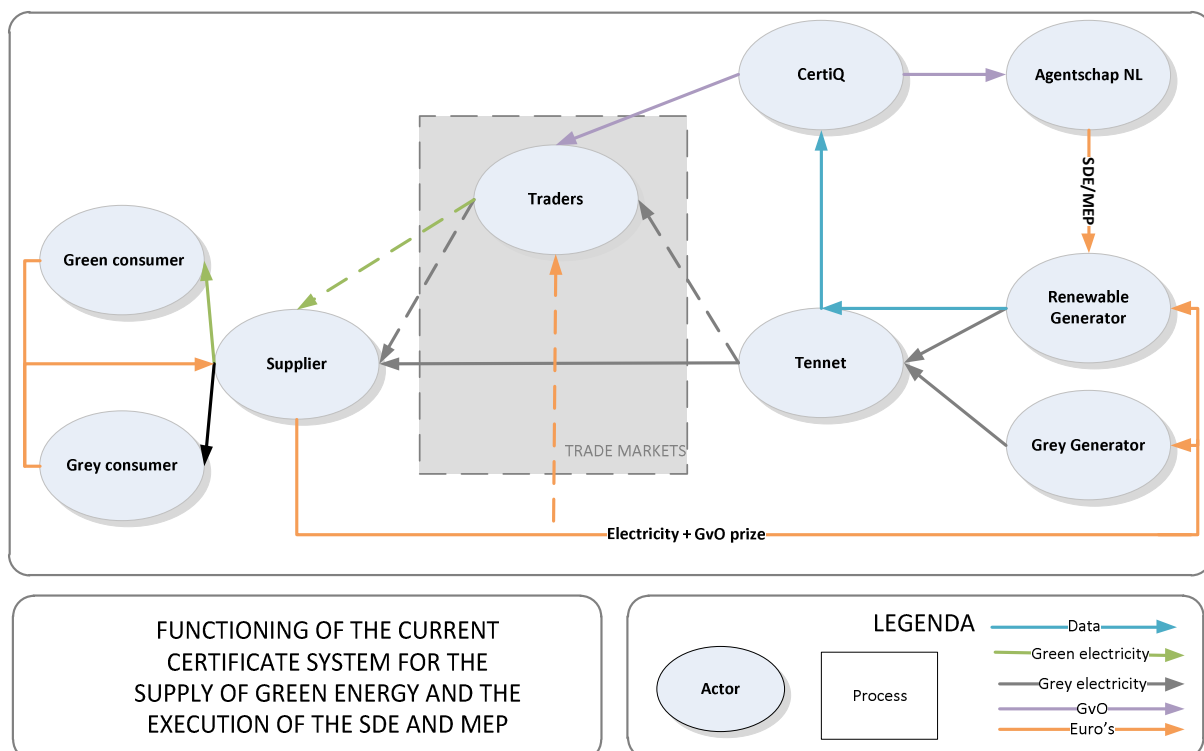 CertiQ
Agentschap NL
Traders
SDE/MEP
Green consumer
Renewable
Generator
Supplier
Tennet
Grey consumer
Grey Generator
TRADE MARKETS
Electricity + GvO prize
FUNCTIONING OF THE CURRENT
CERTIFICATE SYSTEM FOR THE
SUPPLY OF GREEN ENERGY AND THE
EXECUTION OF THE SDE AND MEP
LEGENDA
Actor
Process
Data
Green electricity
Grey electricity
GvO
Euro's